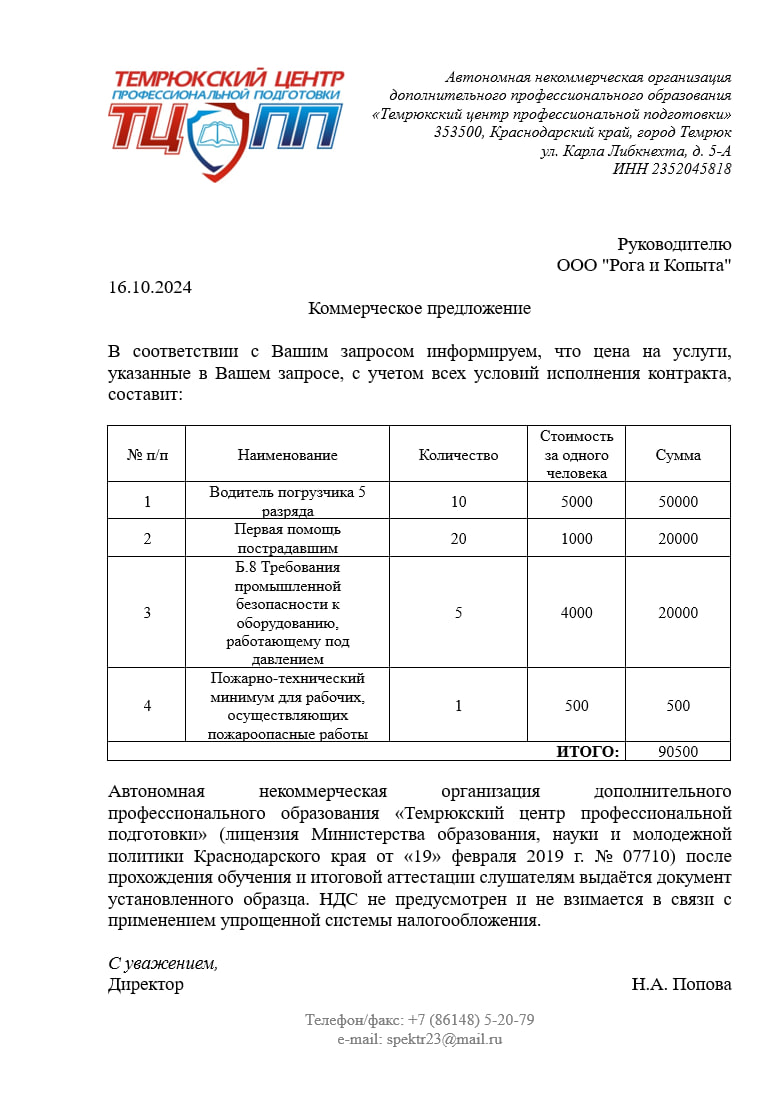 ТЕМРЮКСКИЙ ЦЕНТР
ПРОФЕССИОНАЛЬНОЙ ПОДГОТОВКИ
ТЦ ПП
Автономная некоммерческая организация
дополнительного профессионального образования
«Темрюкский центр профессиональной подготовки»
353500, Краснодарский край, город Темрюк
ул. Карла Либкнехта, д. 5-А
ИНН 2352045818
Руководителю
ООО "Рога и Копыта"
16.10.2024
Коммерческое предложение
В соответствии с Вашим запросом информируем, что цена на услуги,
указанные в Вашем запросе, с учетом всех условий исполнения контракта,
составит:
№ п/п
Наименование
Количество
Стоимость
за одного
человека
Сумма
1
Водитель погрузчика 5
разряда
10
5000
50000
2
Первая помощь
пострадавшим
20
1000
20000
3
Б.8 Требования
промышленной
безопасности к
оборудованию,
работающему под
давлением
5
4000
20000
4
Пожарно-технический
минимум для рабочих,
осуществляющих
пожароопасные работы
1
500
500
ИТОГО:
90500
Автономная некоммерческая организация дополнительного
профессионального образования «Темрюкский центр профессиональной
подготовки» (лицензия Министерства образования, науки и молодежной
политики Краснодарского края от «19» февраля 2019 г. № 07710) после
прохождения обучения и итоговой аттестации слушателям выдаётся документ
установленного образца. НДС не предусмотрен и не взимается в связи с
применением упрощенной системы налогообложения.
С уважением,
Директор Н.А. Попова
Телефон/факс: +7 (86148) 5-20-79
e-mail: spektr23@mail.ru